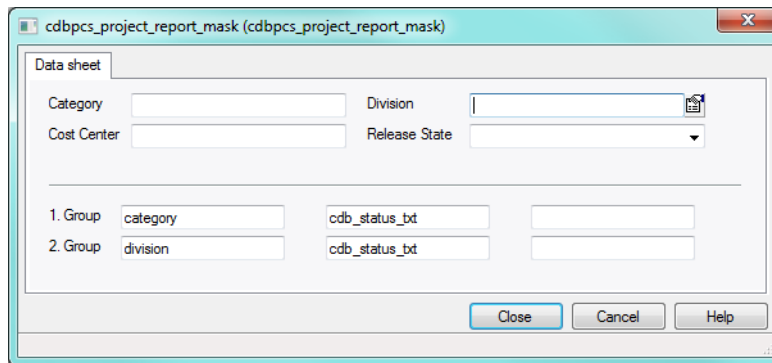 cdbpcs_project_report_mask (cdbpcs_project_report_mask)
Data sheet
Category Division
Cost Center Release State
1. Group category cdb_status_txt
2. Group division cdb_status_txt
Close Cancel Help